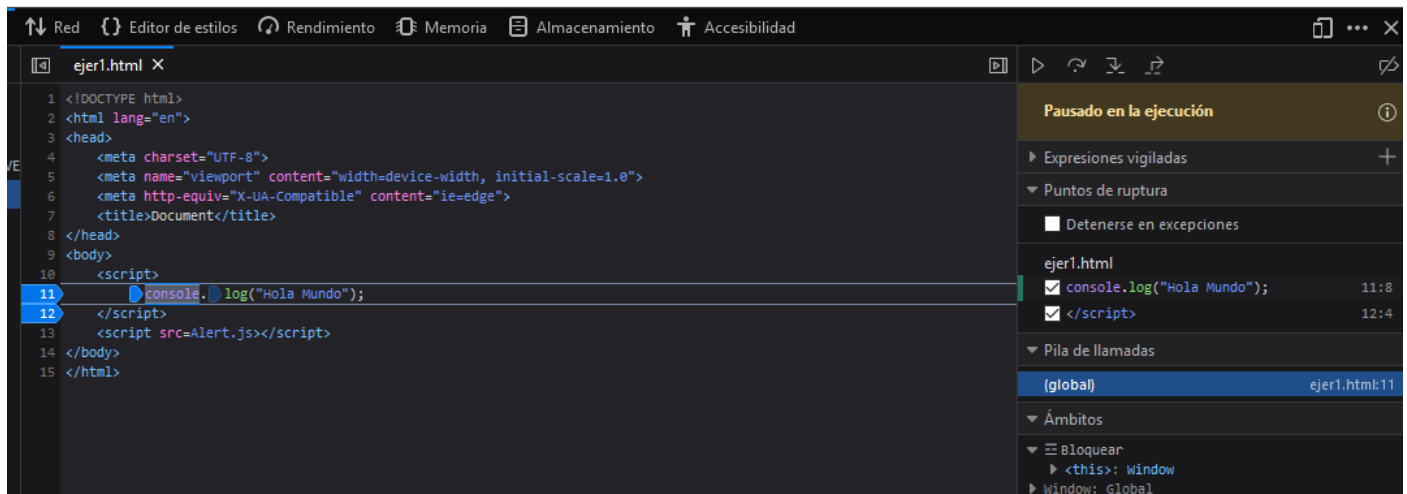 Red {} Editor de estilos Rendimiento Memoria Almacenamiento Accesibilidad
ejer1.html
1 <!DOCTYPE html>
2 <html lang="en">
3 <head>
4 <meta charset="UTF-8">
5 <meta name="viewport" content="width=device-width, initial-scale=1.0">
6 <meta http-equiv="X-UA-Compatible" content="ie=edge">
7 <title>Document</title>
8 </head>
9 <body>
10 <script>
11 console.log("Hola Mundo");
12 </script>
13 <script src=Alert.js></script>
14 </body>
15 </html>
VE
Pausado en la ejecución
Expresiones vigiladas
Puntos de ruptura
Detenerse en excepciones
ejer1.html
console.log("Hola Mundo"); 11:8
</script> 12:4
Pila de llamadas
(global) ejer1.html:11
Ámbitos
Bloquear
<this>: Window
Window: Global